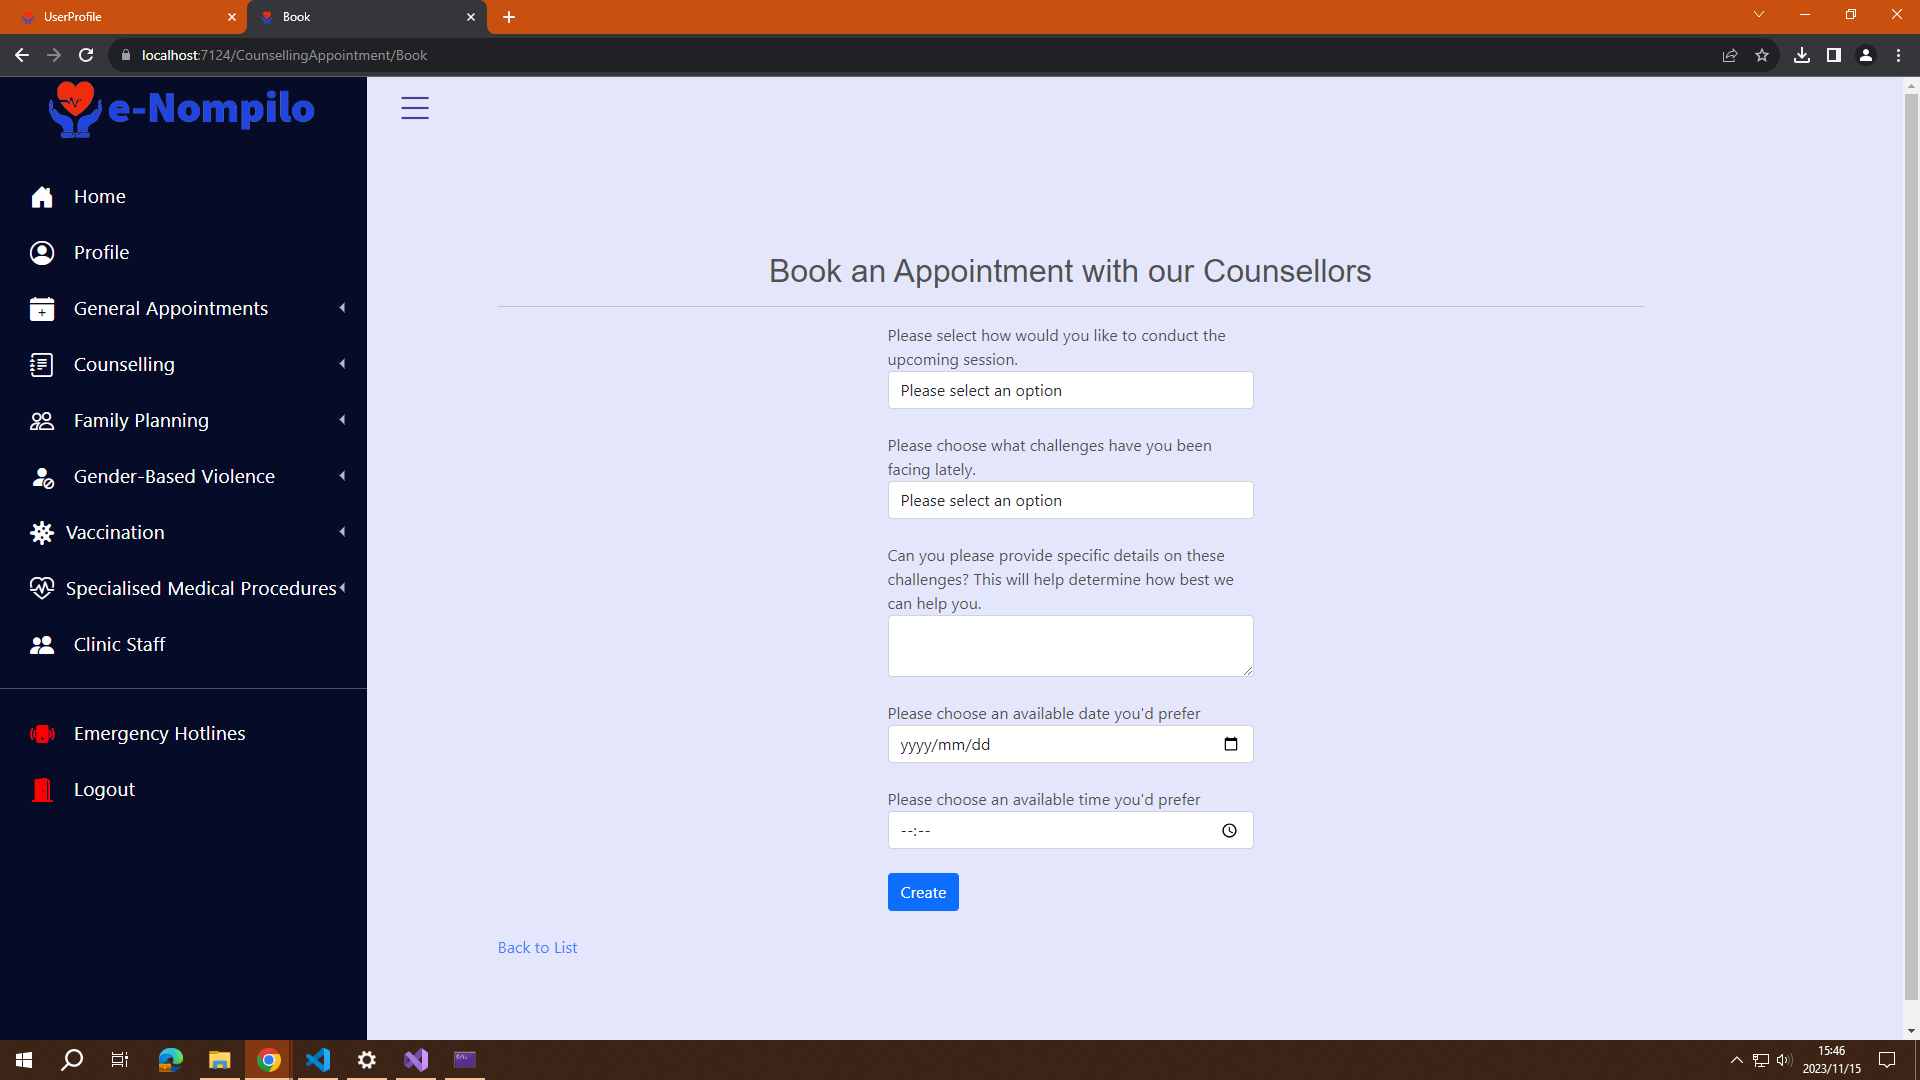 UserProfile
Book
localhost:7124/CounsellingAppointment/Book
e-Nompilo
Home
Profile
General Appointments
Counselling
Family Planning
Gender-Based Violence
Vaccination
Specialised Medical Procedures
Clinic Staff
Emergency Hotlines
Logout
Book an Appointment with our Counsellors
Please select how would you like to conduct the
upcoming session.
Please select an option
Please choose what challenges have you been
facing lately.
Please select an option
Can you please provide specific details on these
challenges? This will help determine how best we
can help you.
Please choose an available date you'd prefer
yyyy/mm/dd
Please choose an available time you'd prefer
--:--
Create
Back to List
15:46
2023/11/15